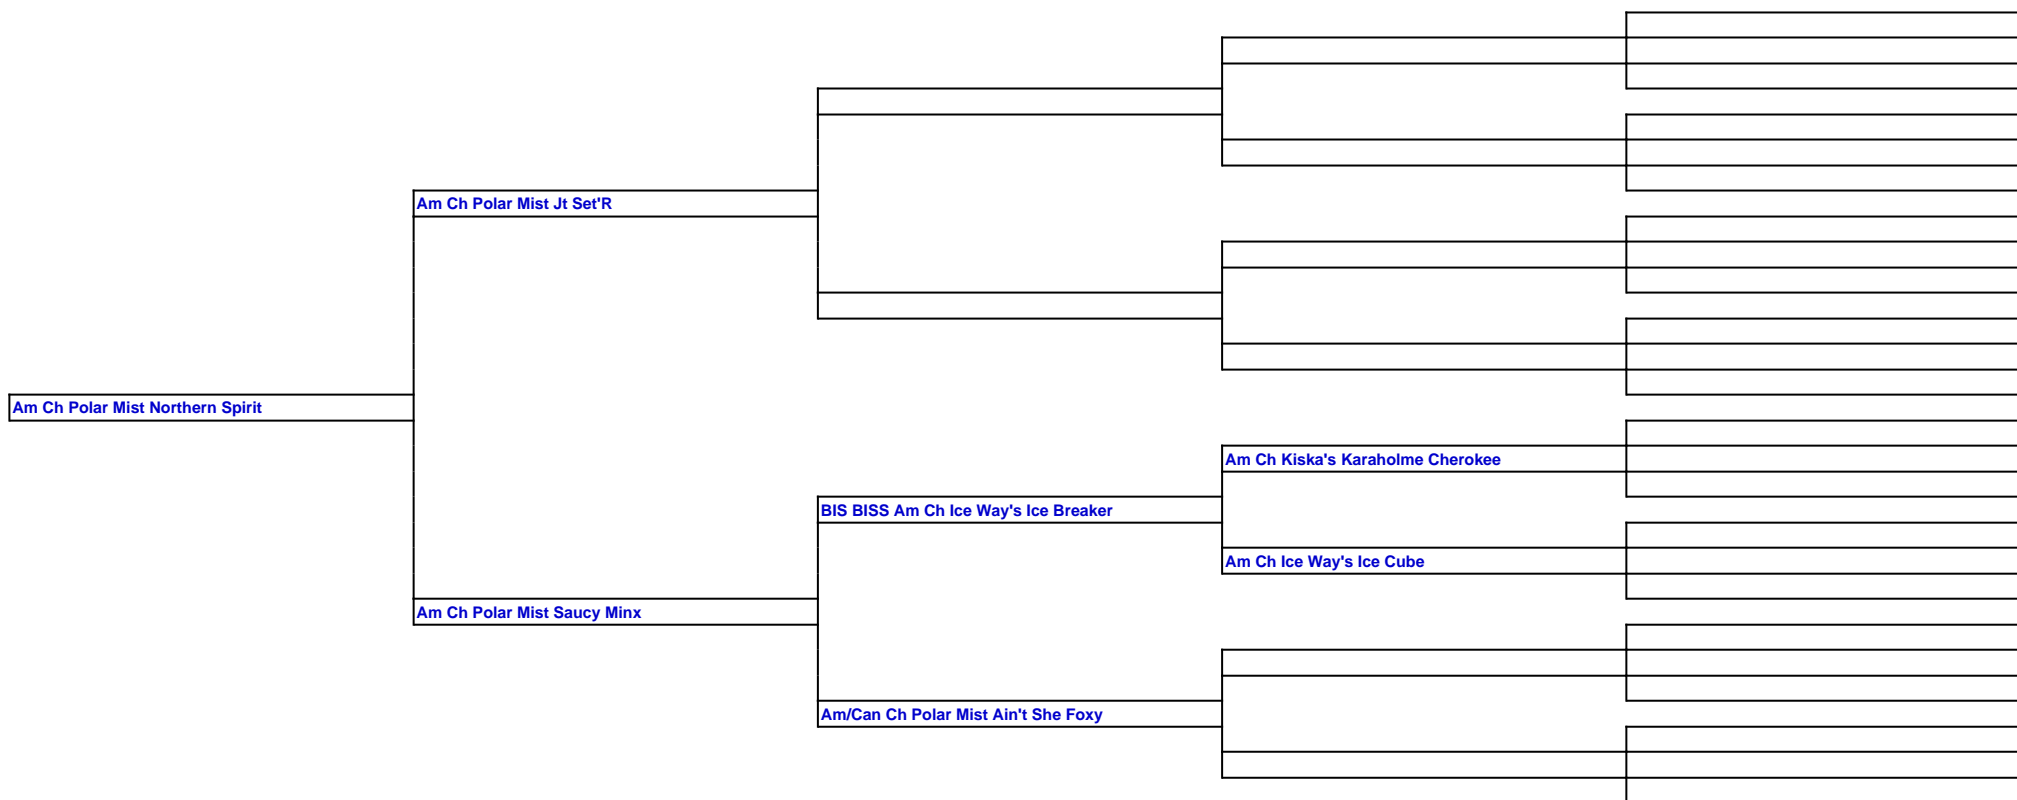 Am Ch Polar Mist Jt Set'R
Am Ch Polar Mist Northern Spirit
Am Ch Kiska's Karaholme Cherokee
BIS BISS Am Ch Ice Way's Ice Breaker
Am Ch Ice Way's Ice Cube
Am Ch Polar Mist Saucy Minx
Am/Can Ch Polar Mist Ain't She Foxy